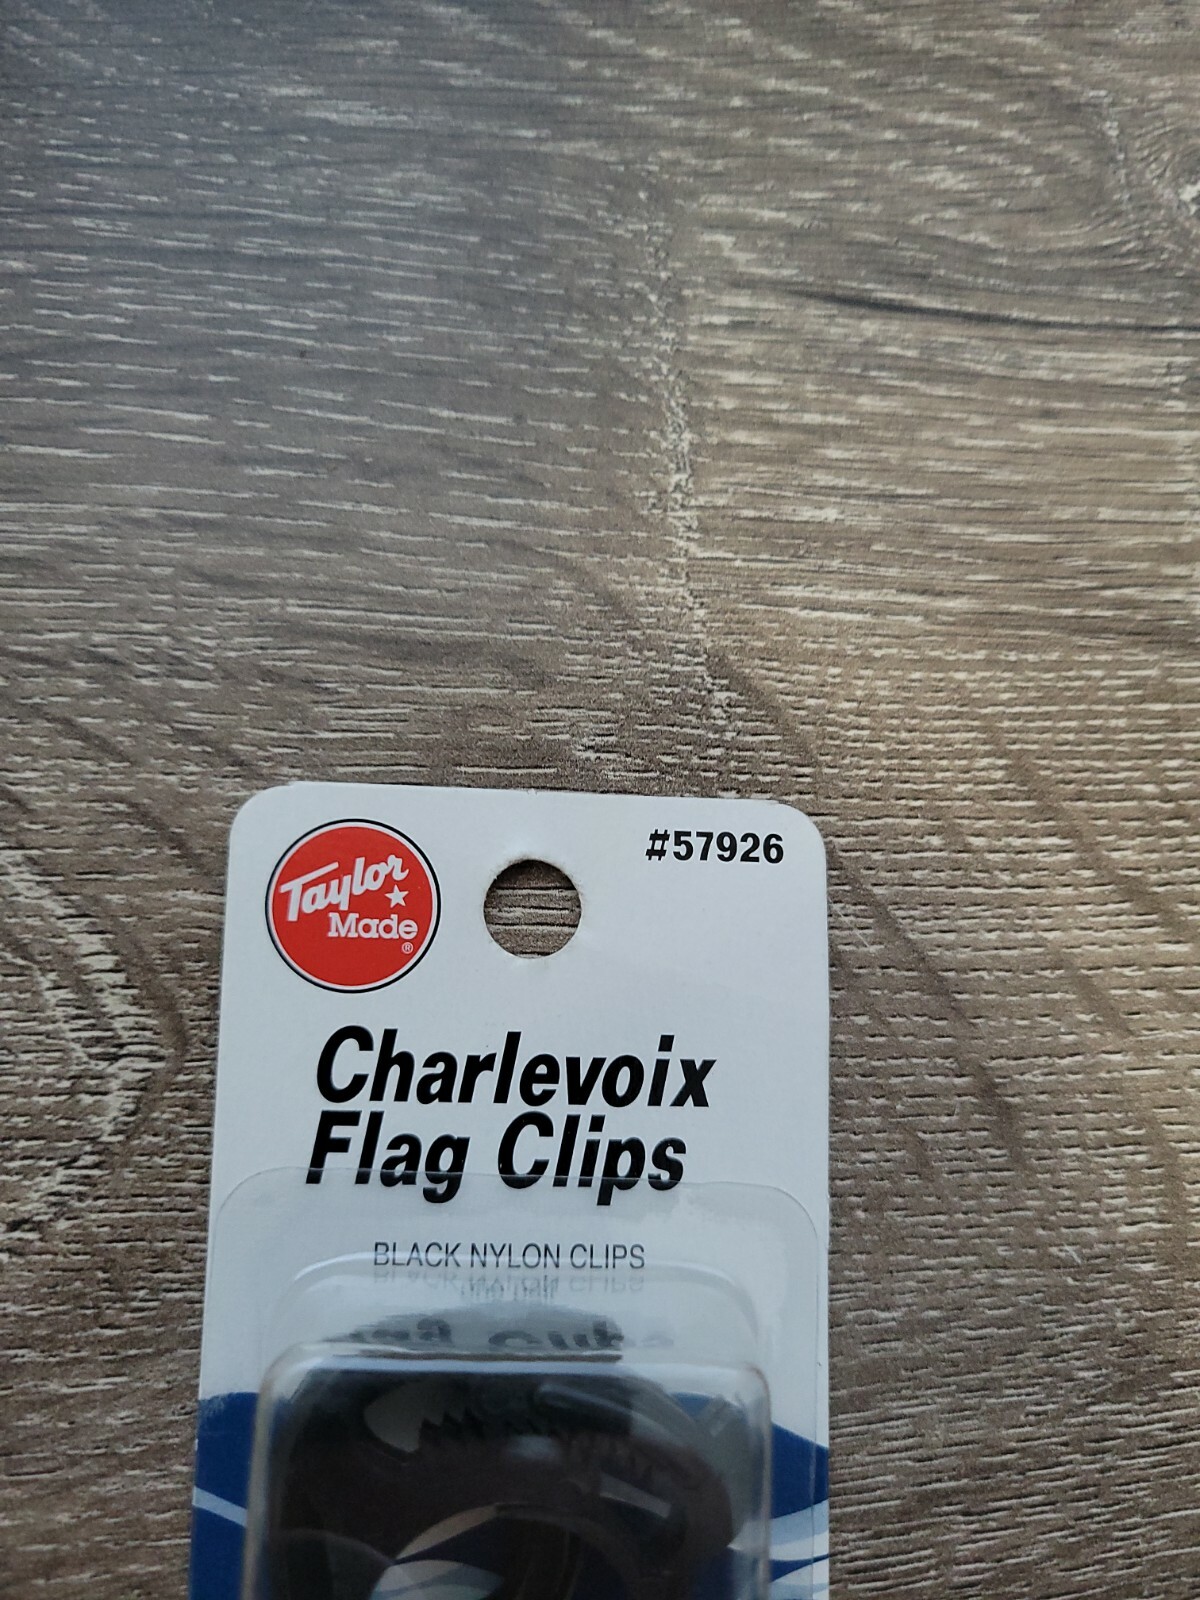 Taylor
Made
®
#57926
Charlevoix
Flag Clips
BLACK NYLON CLIPS